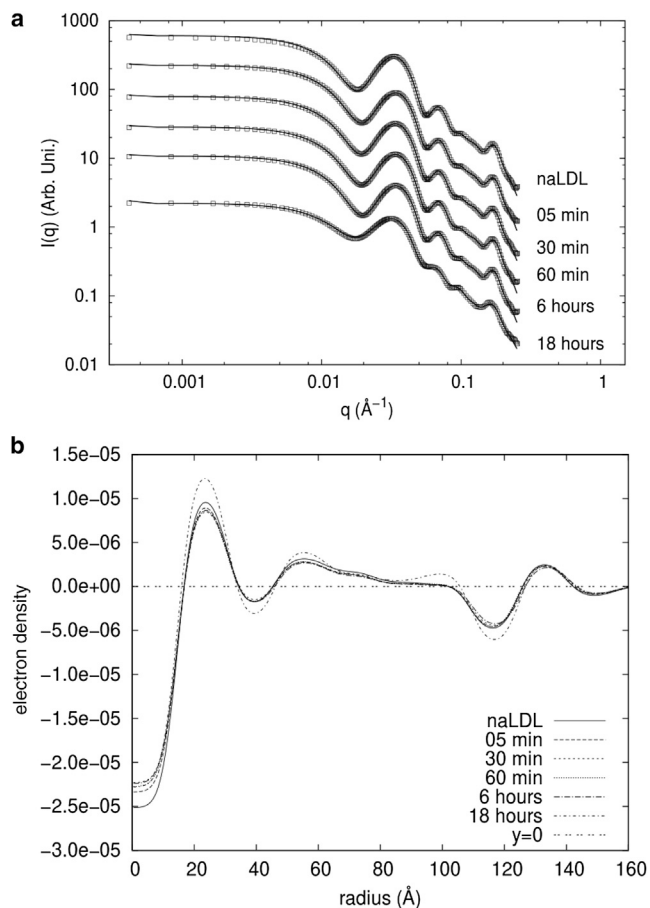 a
1000
100
10
1
0.1
0.01
I(q) (Arb. Uni.)
naLDL
05 min
30 min
60 min
6 hours
18 hours
0.001
0.01
0.1
1
q (Å⁻¹)
b
1.5e-05
1.0e-05
5.0e-06
0.0e+00
-5.0e-06
-1.0e-05
-1.5e-05
-2.0e-05
-2.5e-05
-3.0e-05
electron density
naLDL
05 min
30 min
60 min
6 hours
18 hours
y=0
0
20
40
60
80
100
120
140
160
radius (Å)